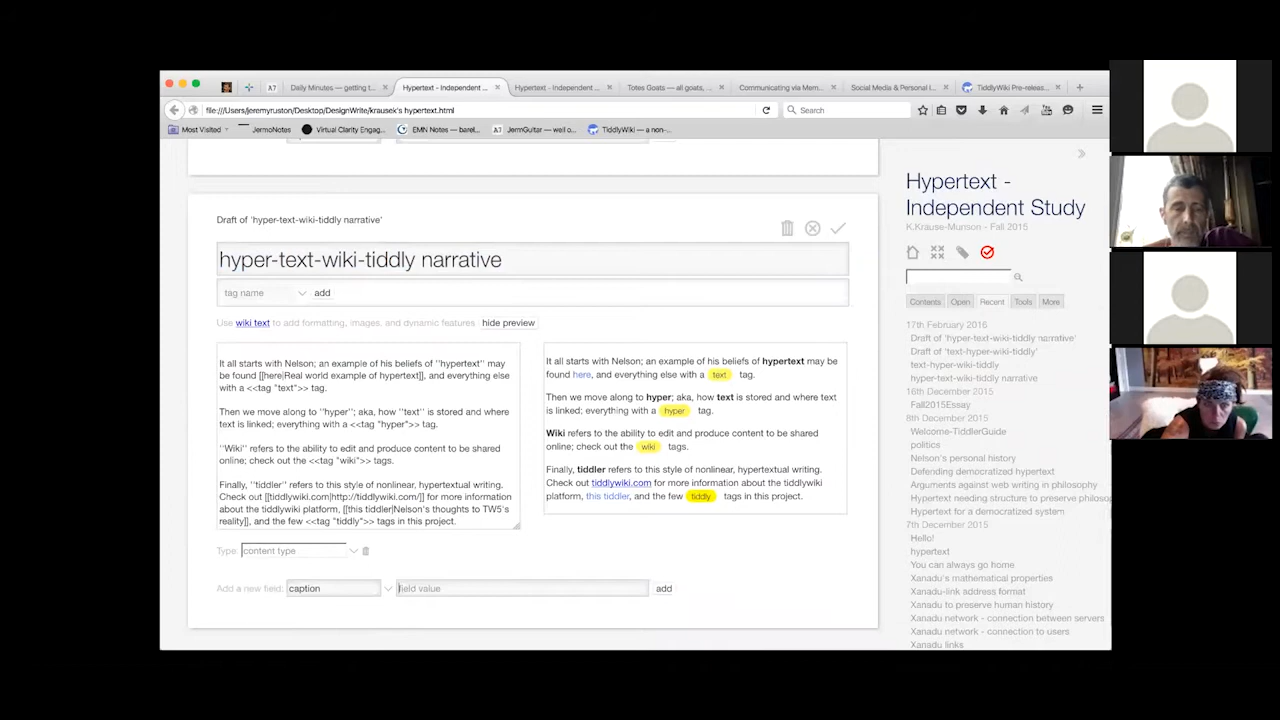 Daily Minutes — getting t...
Hypertext - Independent ...
Hypertext - Independent ...
Totes Goats — all goats, ...
Communicating via Mem...
Social Media & Personal I...
TiddlyWiki Pre-releas...
file:///Users/jeremyruston/Desktop/DesignWrite/krausek's hypertext.html
Search
Most Visited
JermoNotes
Virtual Clarity Engag...
EMN Notes — barel...
JermGuitar — well o...
TiddlyWiki — a non-...
Draft of 'hyper-text-wiki-tiddly narrative'
hyper-text-wiki-tiddly narrative
tag name
add
Use wiki text to add formatting, images, and dynamic features
hide preview
It all starts with Nelson; an example of his beliefs of ''hypertext'' may
be found [[here|Real world example of hypertext]], and everything else
with a <<tag "text">> tag.
Then we move along to ''hyper''; aka, how ''text'' is stored and where
text is linked; everything with a <<tag "hyper">> tag.
''Wiki'' refers to the ability to edit and produce content to be shared
online; check out the <<tag "wiki">> tags.
Finally, ''tiddler'' refers to this style of nonlinear, hypertextual writing.
Check out [[tiddlywiki.com|http://tiddlywiki.com/]] for more information
about the tiddlywiki platform, [[this tiddler|Nelson's thoughts to TW5's
reality]], and the few <<tag "tiddly">> tags in this project.
It all starts with Nelson; an example of his beliefs of hypertext may be
found here, and everything else with a text tag.
Then we move along to hyper; aka, how text is stored and where text
is linked; everything with a hyper tag.
Wiki refers to the ability to edit and produce content to be shared
online; check out the wiki tags.
Finally, tiddler refers to this style of nonlinear, hypertextual writing.
Check out tiddlywiki.com for more information about the tiddlywiki
platform, this tiddler, and the few tiddly tags in this project.
Type: content type
Add a new field: caption
field value
add
Hypertext -
Independent Study
K.Krause-Munson - Fall 2015
Contents
Open
Recent
Tools
More
17th February 2016
Draft of 'hyper-text-wiki-tiddly narrative'
Draft of 'text-hyper-wiki-tiddly'
text-hyper-wiki-tiddly
hyper-text-wiki-tiddly narrative
16th December 2015
Fall2015Essay
8th December 2015
Welcome-TiddlerGuide
politics
Nelson's personal history
Defending democratized hypertext
Arguments against web writing in philosophy
Hypertext needing structure to preserve philoso
Hypertext for a democratized system
7th December 2015
Hello!
hypertext
You can always go home
Xanadu's mathematical properties
Xanadu-link address format
Xanadu to preserve human history
Xanadu network - connection between servers
Xanadu network - connection to users
Xanadu links